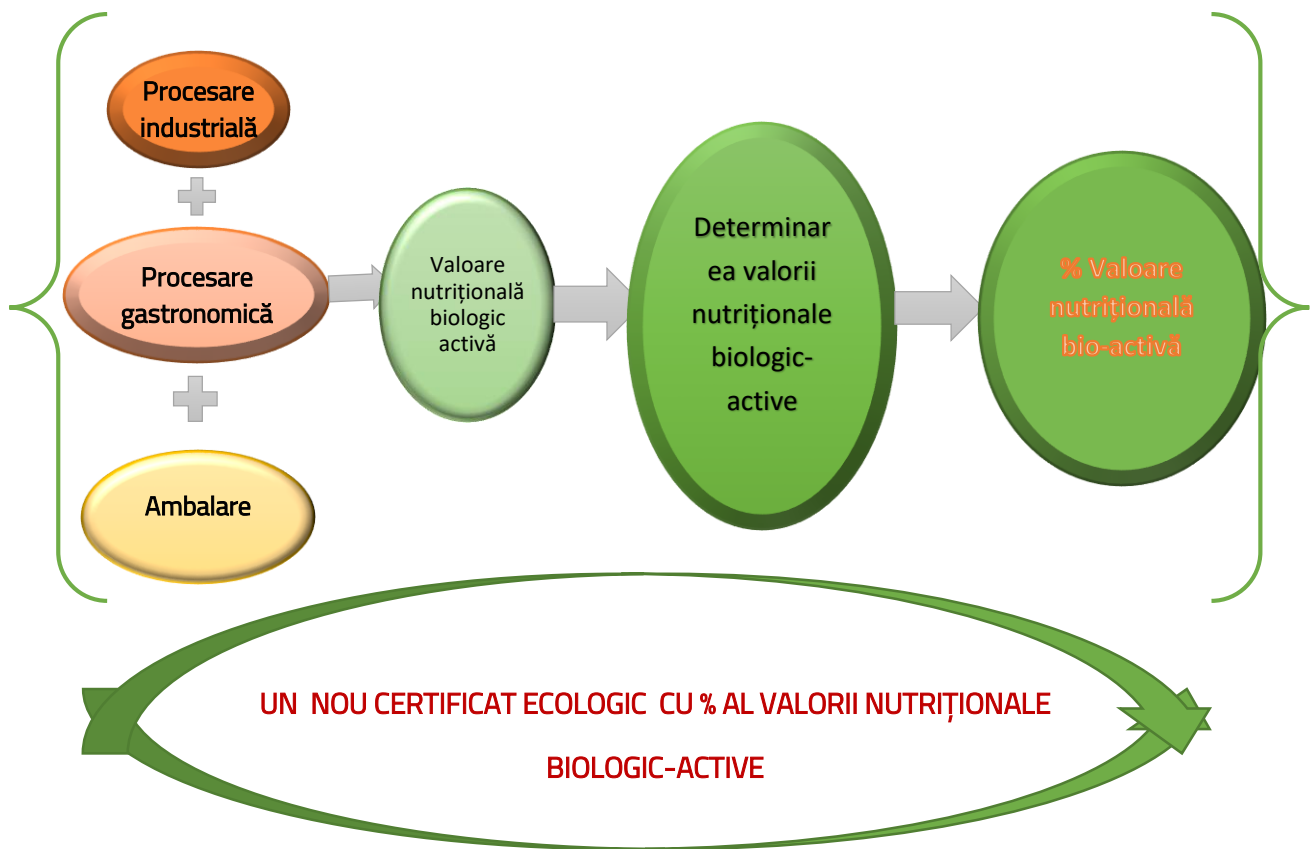 Procesare
industrială
Procesare
gastronomică
Ambalare
Valoare
nutrițională
biologic
activă
Determinar
ea valorii
nutriționale
biologic-
active
% Valoare
nutrițională
bio-activă
UN NOU CERTIFICAT ECOLOGIC CU % AL VALORII NUTRIȚIONALE
BIOLOGIC-ACTIVE